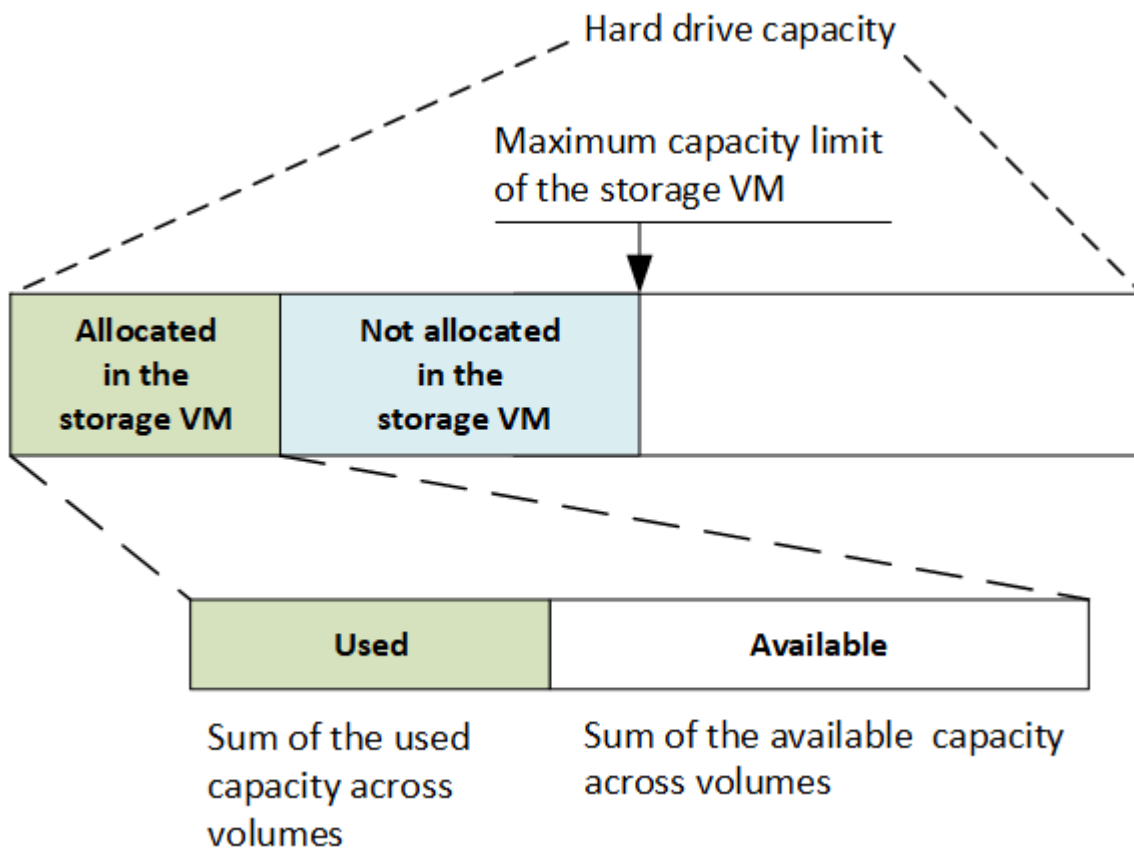 Hard drive capacity
Maximum capacity limit
of the storage VM
Allocated
in the
storage VM
Not allocated
in the
storage VM
Used
Available
Sum of the used
capacity across
volumes
Sum of the available  capacity
across volumes